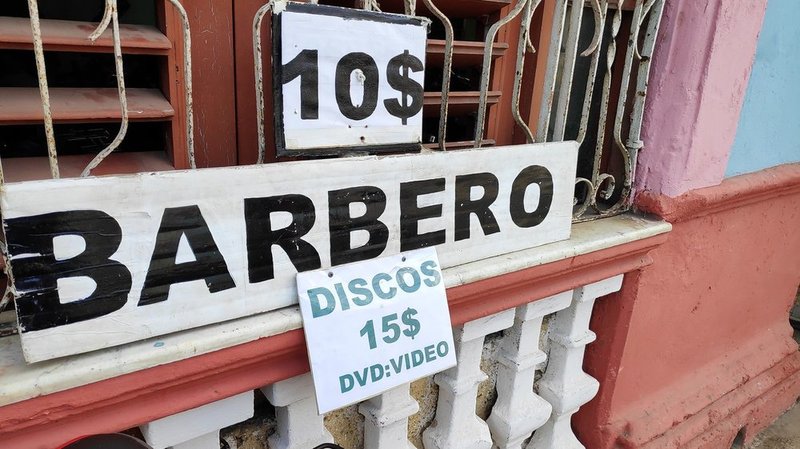 10$
BARBERO
DISCOS
15$
DVD:VIDEO